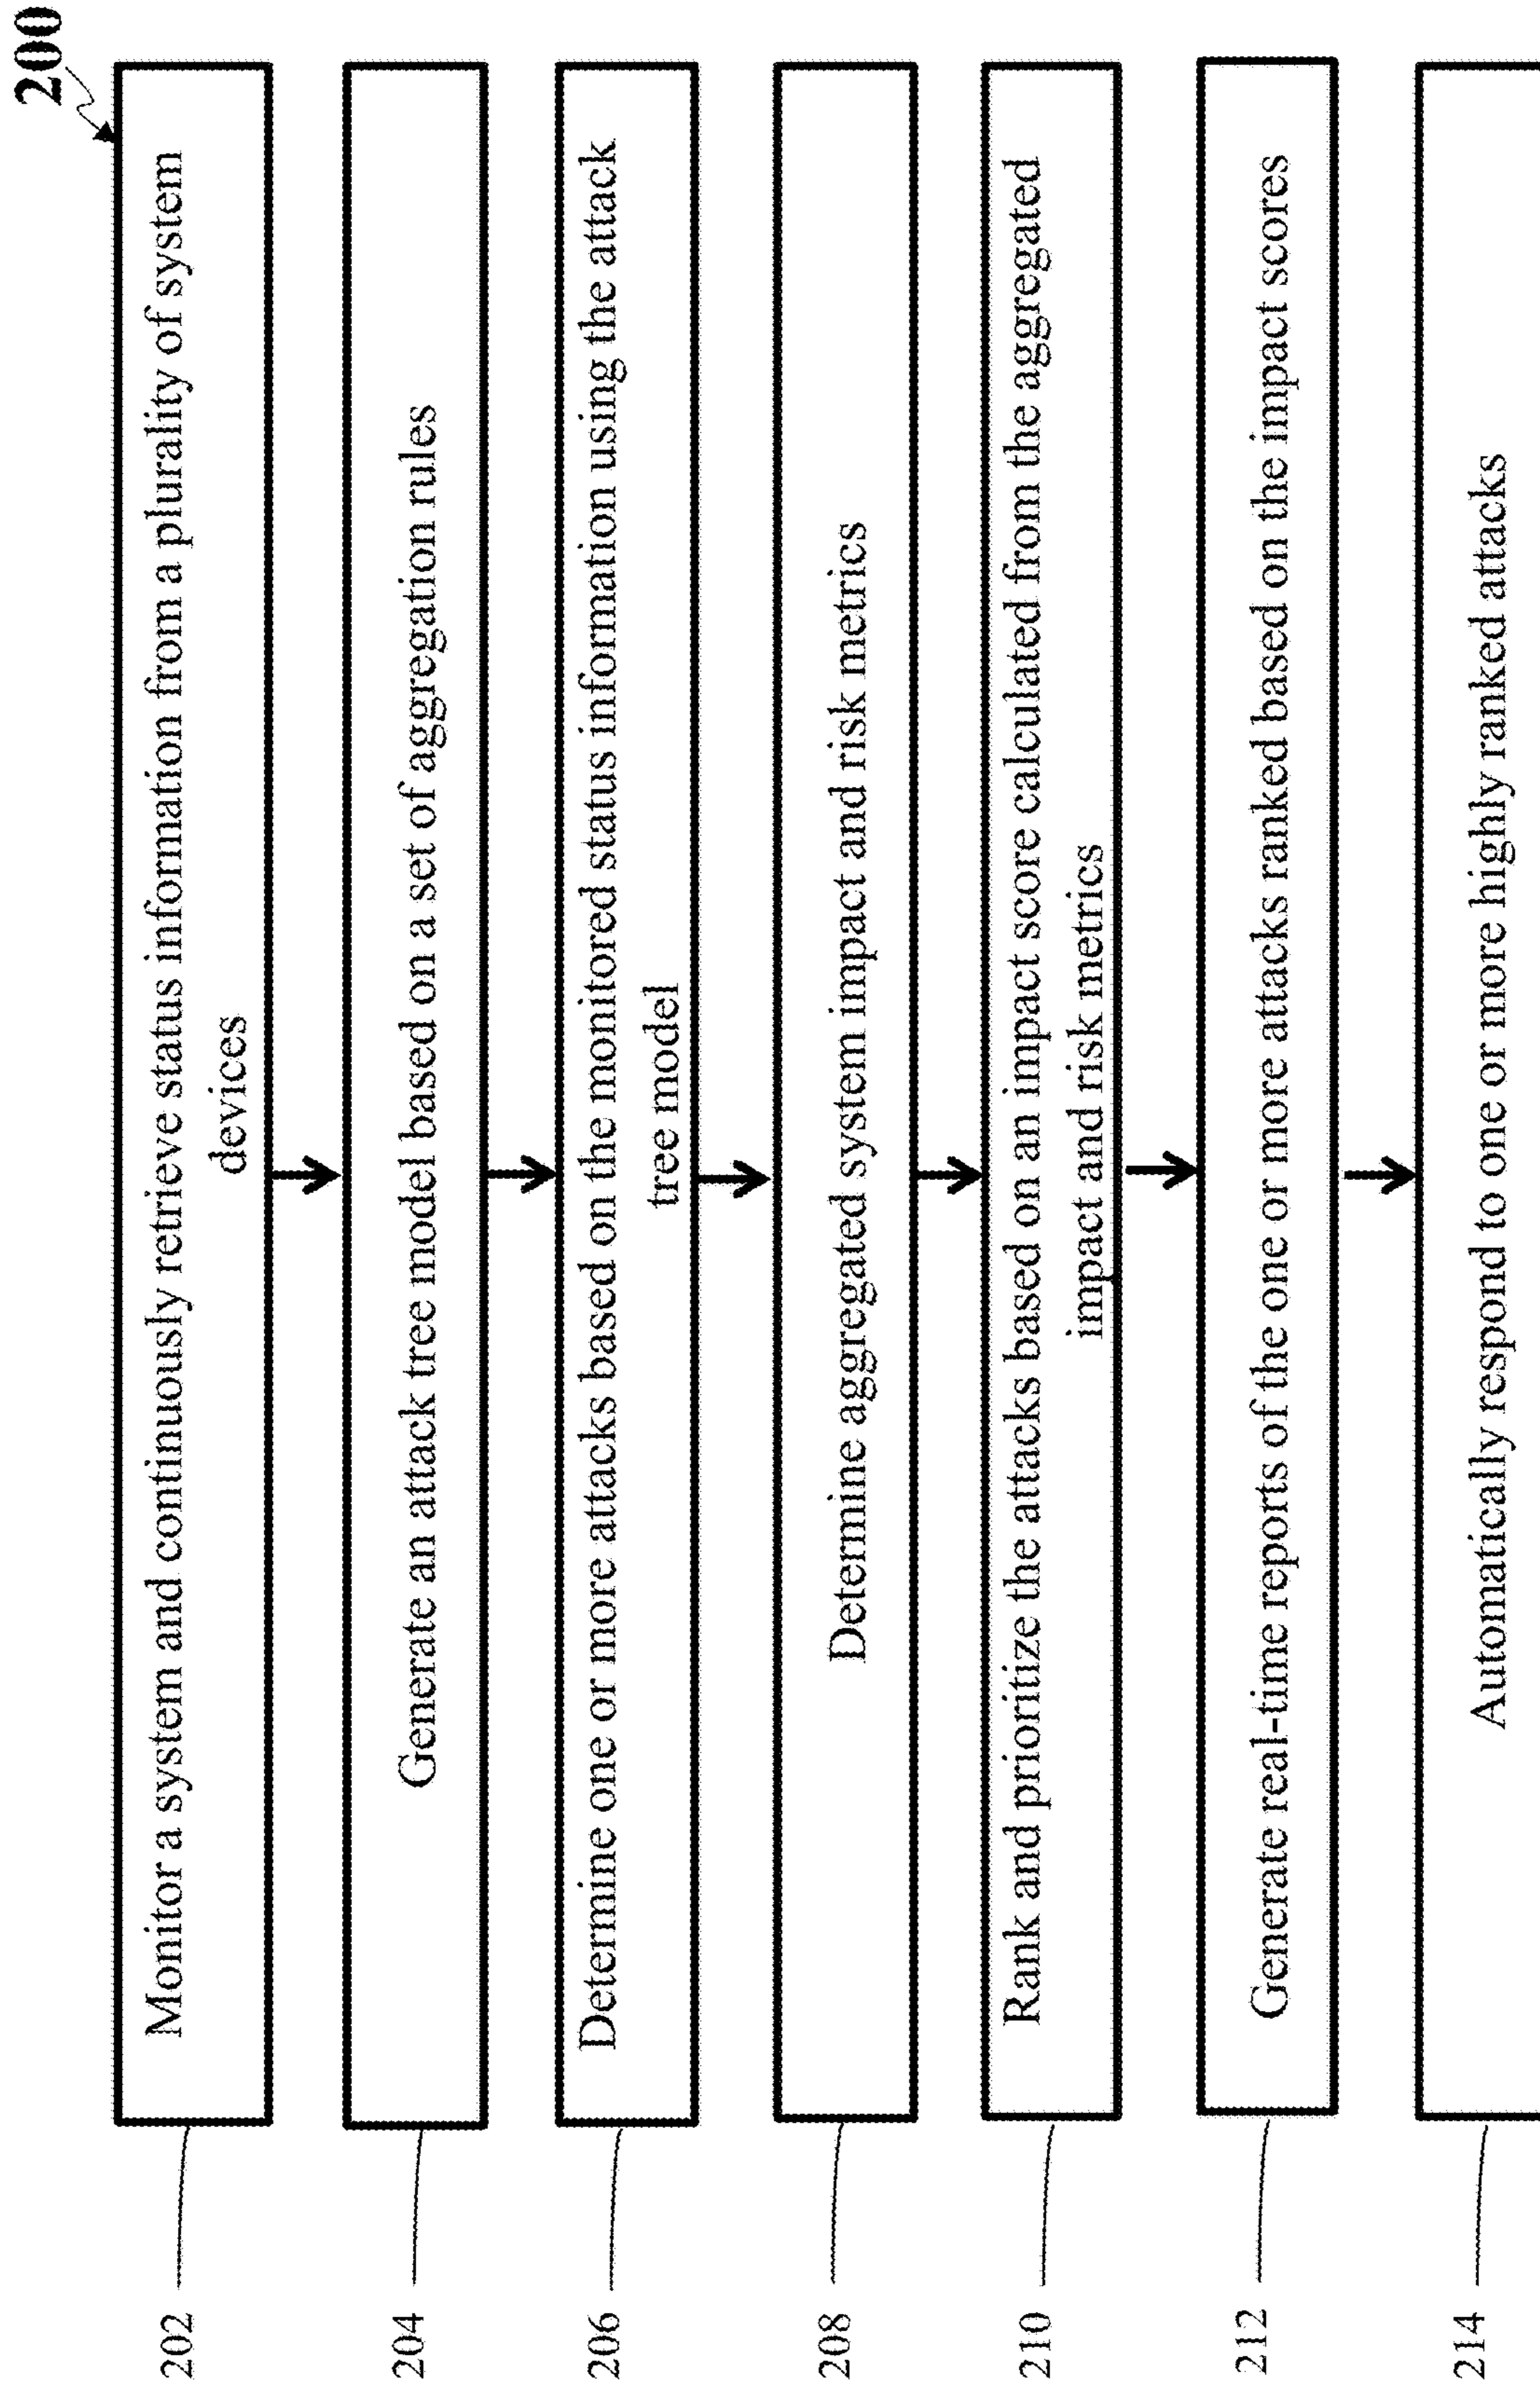 200
202
Monitor a system and continuously retrieve status information from a plurality of system
devices
204
Generate an attack tree model based on a set of aggregation rules
206
Determine one or more attacks based on the monitored status information using the attack
tree model
208
Determine aggregated system impact and risk metrics
210
Rank and prioritize the attacks based on an impact score calculated from the aggregated
impact and risk metrics
212
Generate real-time reports of the one or more attacks ranked based on the impact scores
214
Automatically respond to one or more highly ranked attacks